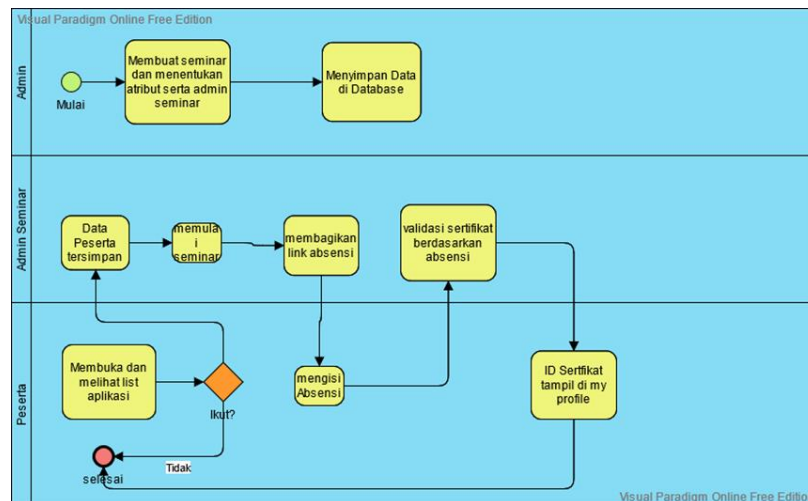 Visual Paradigm Online Free Edition
Admin
Mulai
Membuat seminar
dan menentukan
atribut serta admin
seminar
Menyimpan Data
di Database
Admin Seminar
Data
Peserta
tersimpan
memula
i
seminar
membagikan
link absensi
validasi sertifikat
berdasarkan
absensi
Peserta
Membuka dan
melihat list
aplikasi
Ikut?
mengisi
Absensi
ID Sertfikat
tampil di my
profile
Tidak
selesai
Visual Paradigm Online Free Edition